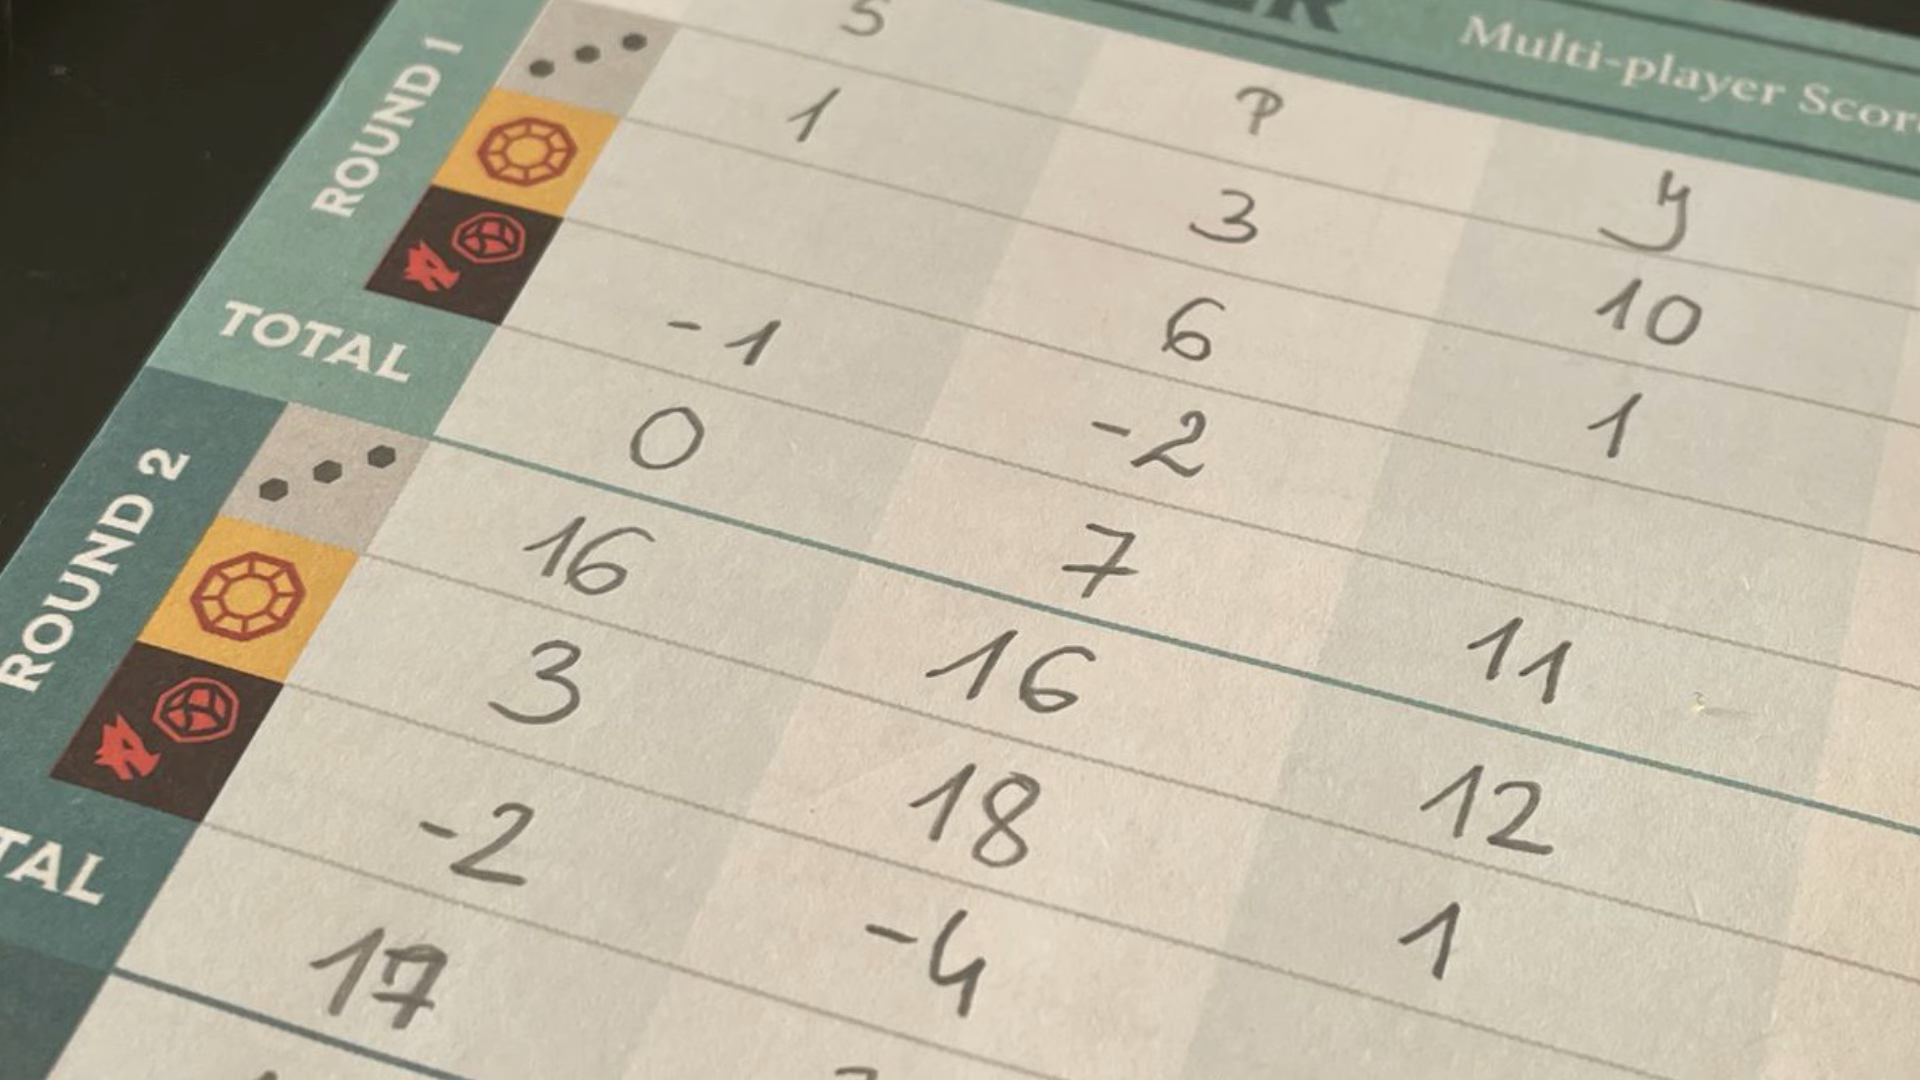 ER Multi-player Scor
S P y
ROUND 1
1 3 10
6 1
-1 -2
TOTAL 0 7 11
ROUND 2
16 16 12
3 18 1
-2 -4
TAL 17